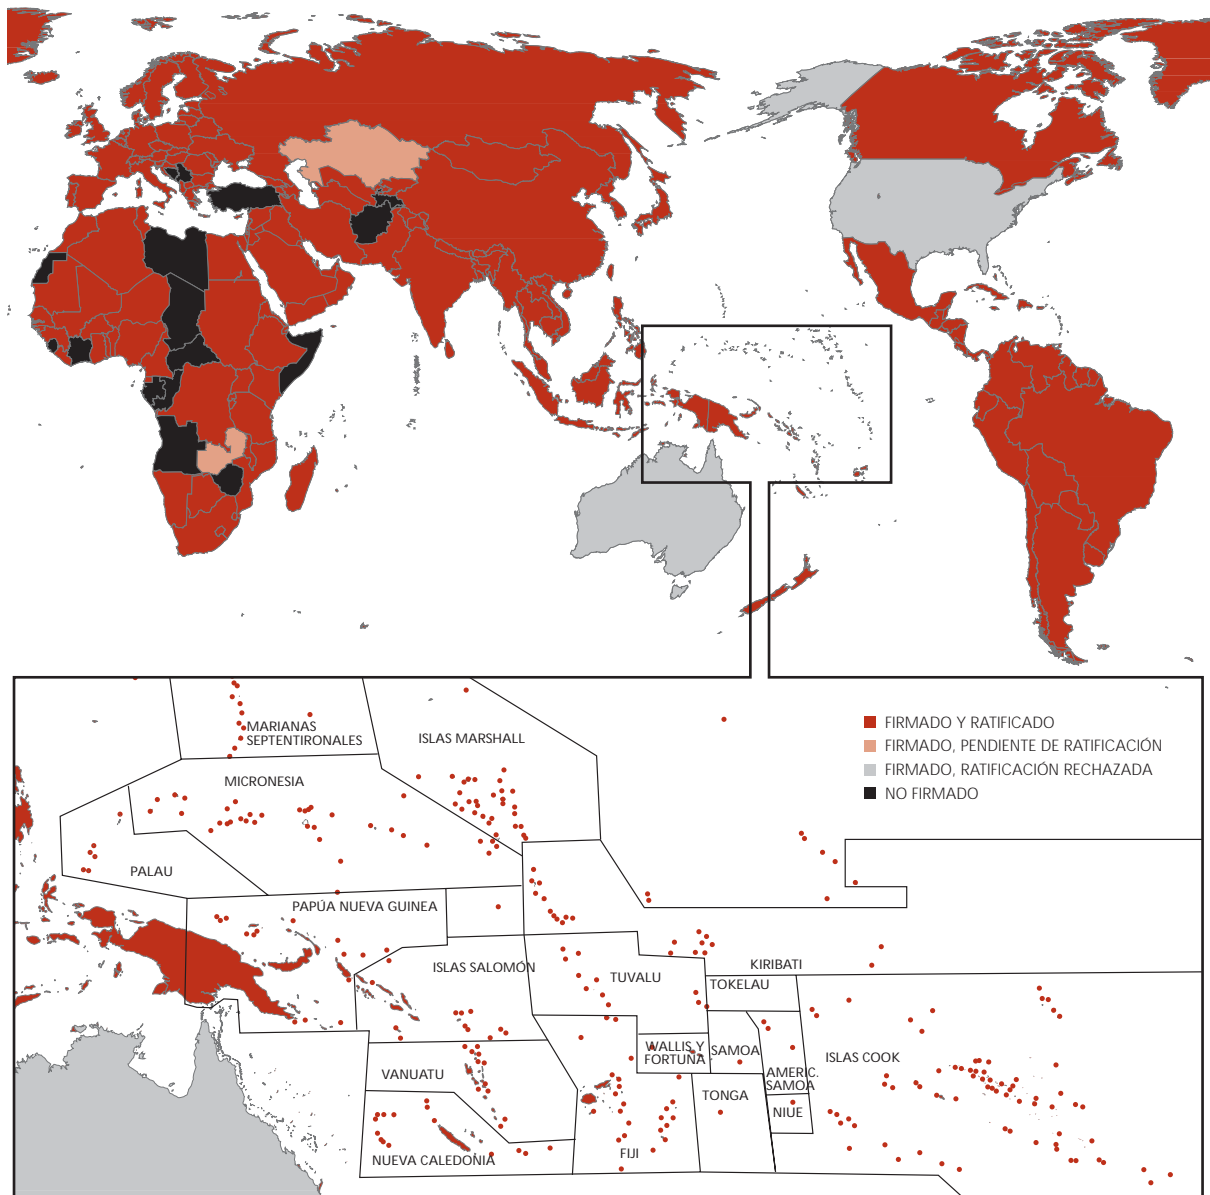 MARIANAS
SEPTENTIRONALES
ISLAS MARSHALL
FIRMADO Y RATIFICADO
FIRMADO, PENDIENTE DE RATIFICACIÓN
FIRMADO, RATIFICACIÓN RECHAZADA
NO FIRMADO
MICRONESIA
PALAU
PAPÚA NUEVA GUINEA
ISLAS SALOMÓN
TUVALU
KIRIBATI
TOKELAU
WALLIS Y
FORTUNA
SAMOA
ISLAS COOK
VANUATU
AMERIC.
SAMOA
TONGA
NIUE
NUEVA CALEDONIA
FIJI